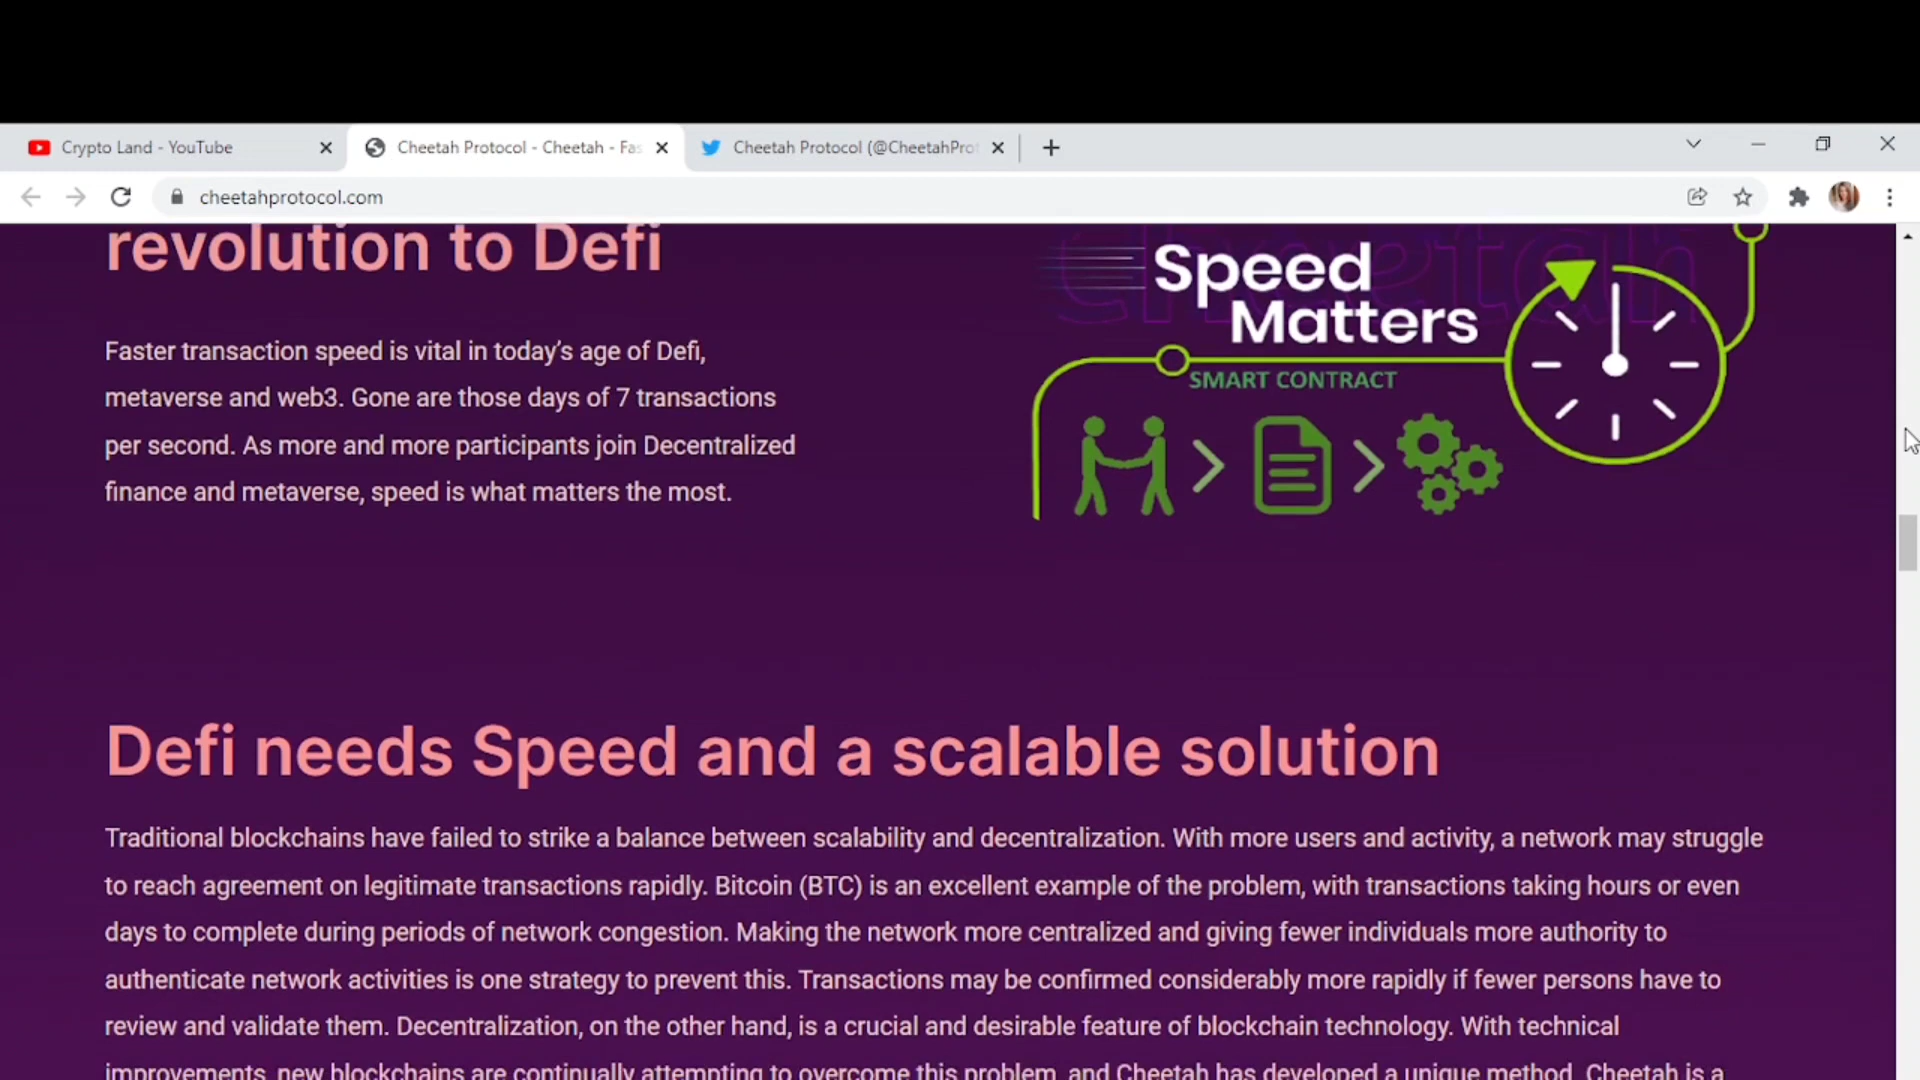 Crypto Land - YouTube
Cheetah Protocol - Cheetah - Fas
Cheetah Protocol (@CheetahPro
cheetahprotocol.com
revolution to Defi
Faster transaction speed is vital in today's age of Defi,
metaverse and web3. Gone are those days of 7 transactions
per second. As more and more participants join Decentralized
finance and metaverse, speed is what matters the most.
cheetah
Speed
Matters
SMART CONTRACT
Defi needs Speed and a scalable solution
Traditional blockchains have failed to strike a balance between scalability and decentralization. With more users and activity, a network may struggle
to reach agreement on legitimate transactions rapidly. Bitcoin (BTC) is an excellent example of the problem, with transactions taking hours or even
days to complete during periods of network congestion. Making the network more centralized and giving fewer individuals more authority to
authenticate network activities is one strategy to prevent this. Transactions may be confirmed considerably more rapidly if fewer persons have to
review and validate them. Decentralization, on the other hand, is a crucial and desirable feature of blockchain technology. With technical
improvements, new blockchains are continually attempting to overcome this problem, and Cheetah has developed a unique method. Cheetah is a